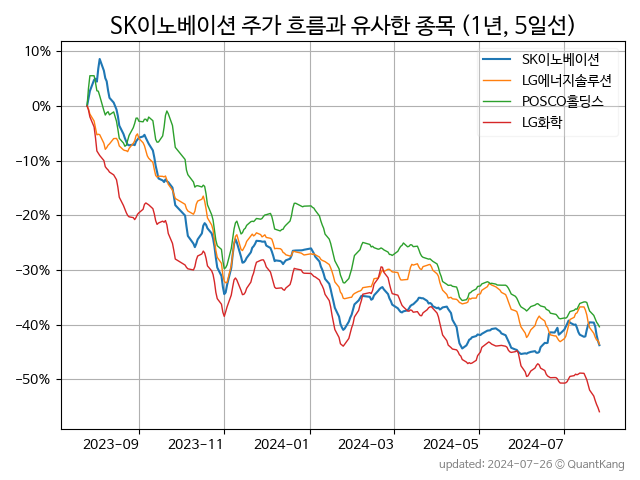 SK이노베이션 주가 흐름과 유사한 종목 (1년, 5일선)
10%
0%
−10%
−20%
−30%
−40%
−50%
SK이노베이션
LG에너지솔루션
POSCO홀딩스
LG화학
2023-09
2023-11
2024-01
2024-03
2024-05
2024-07
updated: 2024-07-26 © QuantKang